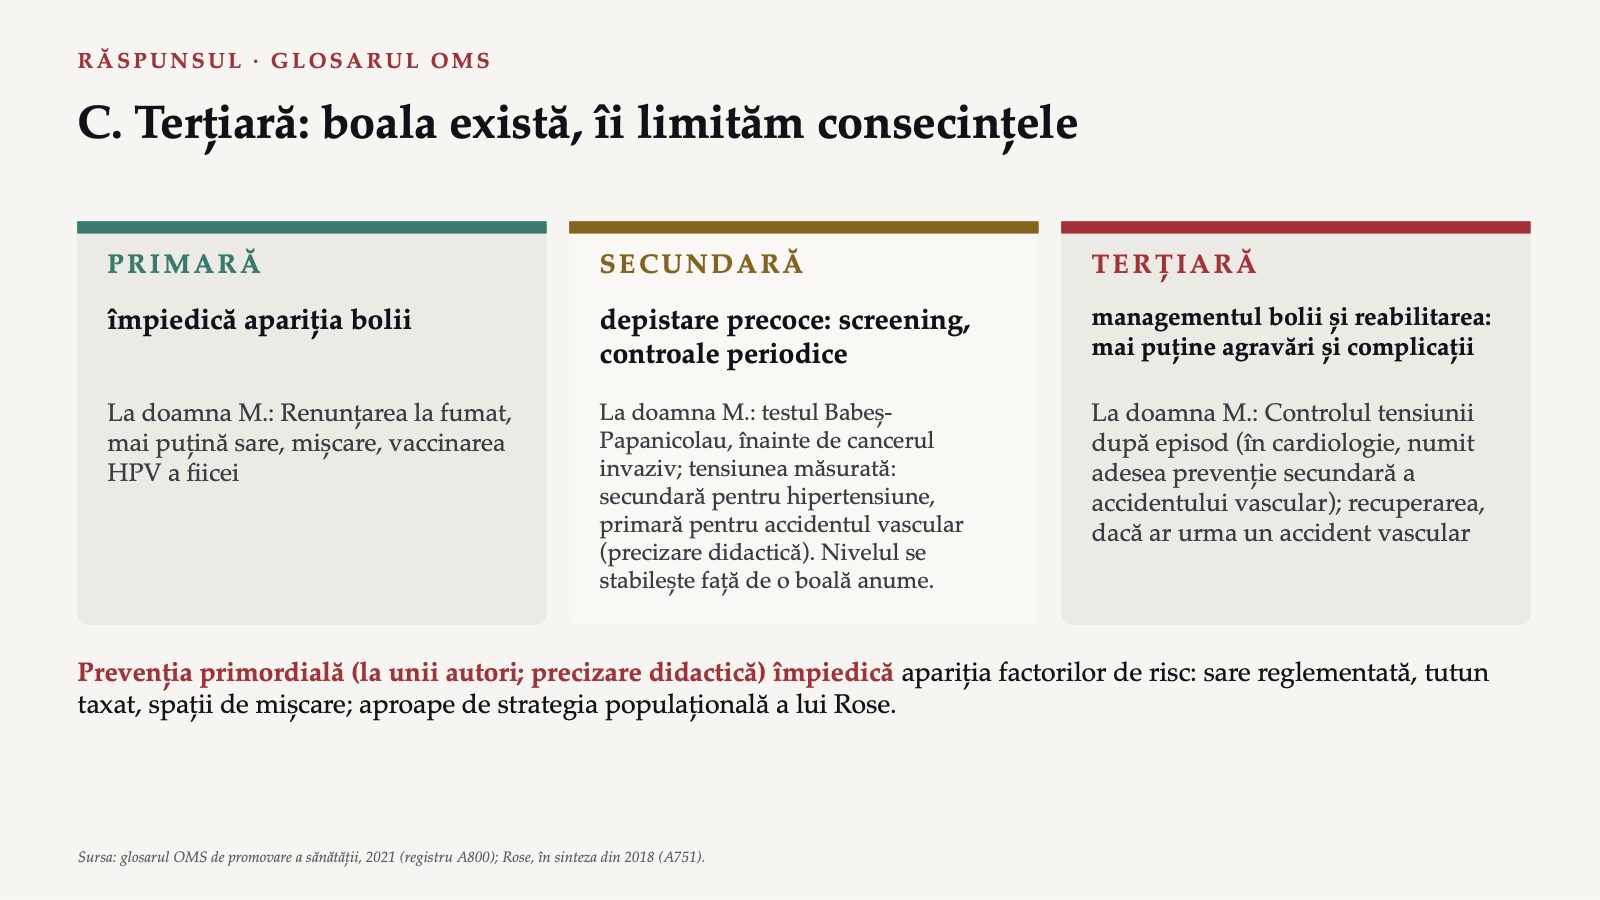 RĂSPUNSUL · GLOSARUL OMS
C. Terțiară: boala există, îi limităm consecințele
PRIMARĂ
împiedică apariția bolii
La doamna M.: Renunțarea la fumat,
mai puțină sare, mișcare, vaccinarea
HPV a fiicei
SECUNDARĂ
depistare precoce: screening,
controale periodice
La doamna M.: testul Babeș-
Papanicolau, înainte de cancerul
invaziv; tensiunea măsurată:
secundară pentru hipertensiune,
primară pentru accidentul vascular
(precizare didactică). Nivelul se
stabilește față de o boală anume.
TERȚIARĂ
managementul bolii și reabilitarea:
mai puține agravări și complicații
La doamna M.: Controlul tensiunii
după episod (în cardiologie, numit
adesea prevenție secundară a
accidentului vascular); recuperarea,
dacă ar urma un accident vascular
Prevenția primordială (la unii autori; precizare didactică) împiedică apariția factorilor de risc: sare reglementată, tutun
taxat, spații de mișcare; aproape de strategia populațională a lui Rose.
Sursa: glosarul OMS de promovare a sănătății, 2021 (registru A800); Rose, în sinteza din 2018 (A751).